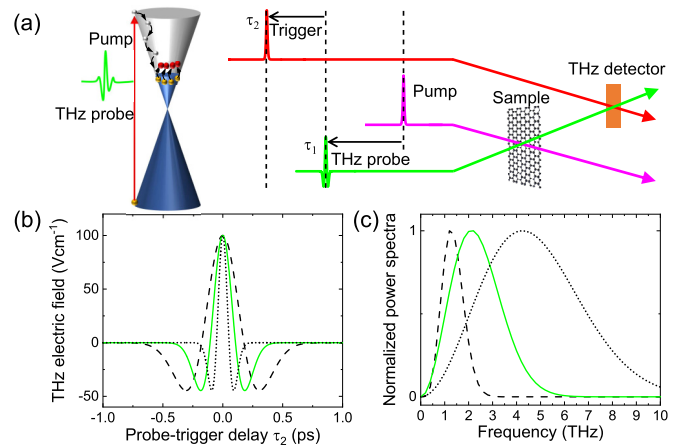 (a)
Pump
THz probe
τ2
Trigger
Pump
τ1
THz probe
Sample
THz detector
(b)
THz electric field (Vcm-1)
100
50
0
-50
-1.0 -0.5 0.0 0.5 1.0
Probe-trigger delay τ2 (ps)
(c)
Normalized power spectra
1
0
0 1 2 3 4 5 6 7 8 9 10
Frequency (THz)